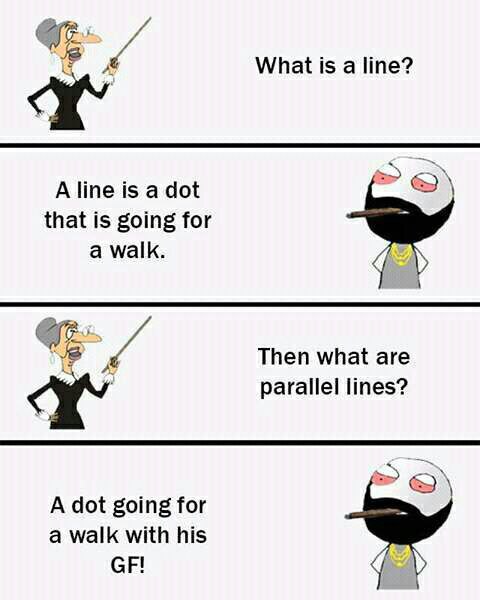 What is a line?
A line is a dot
that is going for
a walk.
Then what are
parallel lines?
A dot going for
a walk with his
GF!